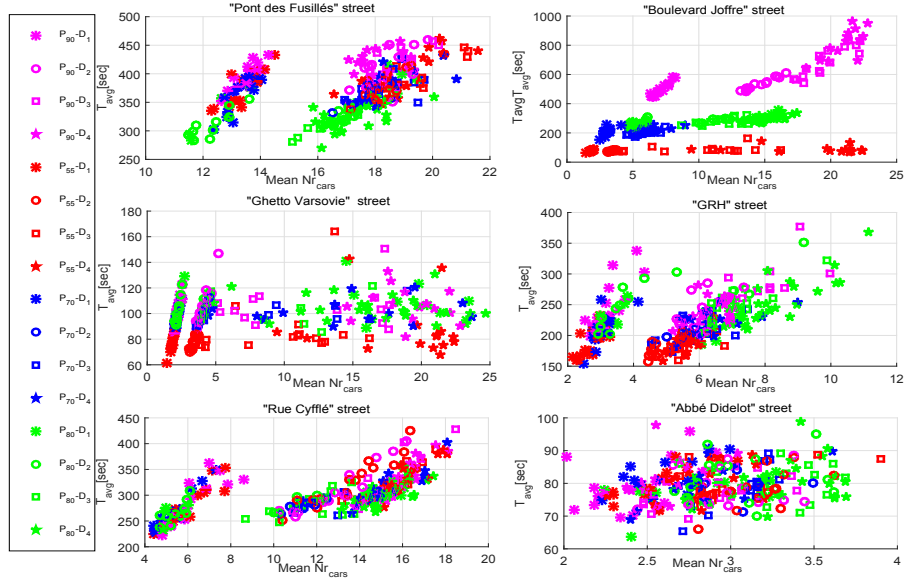 P90-D1
P90-D2
P90-D3
P90-D4
P55-D1
P55-D2
P55-D3
P55-D4
P70-D1
P70-D2
P70-D3
P70-D4
P80-D1
P80-D2
P80-D3
P80-D4
"Pont des Fusillés" street
500
450
400
350
300
250
Tavg[sec]
10 12 14 16 18 20 22
Mean Nrcars
"Boulevard Joffre" street
1000
800
600
400
200
0
Tavg Tavg[sec]
0 5 10 15 20 25
Mean Nrcars
"Ghetto Varsovie" street
180
160
140
120
100
80
60
Tavg[sec]
0 5 10 15 20 25
Mean Nrcars
"GRH" street
400
350
300
250
200
150
Tavg[sec]
2 4 6 8 10 12
Mean Nrcars
"Rue Cyfflé" street
450
400
350
300
250
200
Tavg[sec]
4 6 8 10 12 14 16 18 20
Mean Nrcars
"Abbé Didelot" street
100
90
80
70
60
Tavg[sec]
2 2.5 3 3.5 4
Mean Nrcars